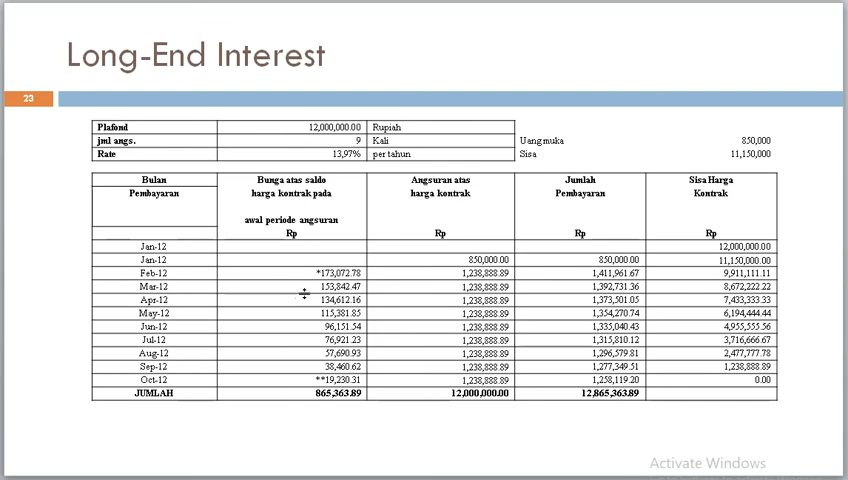 Long-End Interest
23
Plafond 12,000,000.00 Rupiah
jml angs. 9 Kali Uang muka 850,000
Rate 13,97% per tahun Sisa 11,150,000
Bulan Bunga atas saldo Angsuran atas Jumlah Sisa Harga
Pembayaran harga kontrak pada harga kontrak Pembayaran Kontrak
awal periode angsuran
Rp Rp Rp Rp
Jan-12 12,000,000.00
Jan-12 850,000.00 850,000.00 11,150,000.00
Feb-12 *173,072.78 1,238,888.89 1,411,961.67 9,911,111.11
Mar-12 153,842.47 1,238,888.89 1,392,731.36 8,672,222.22
Apr-12 134,612.16 1,238,888.89 1,373,501.05 7,433,333.33
May-12 115,381.85 1,238,888.89 1,354,270.74 6,194,444.44
Jun-12 96,151.54 1,238,888.89 1,335,040.43 4,955,555.56
Jul-12 76,921.23 1,238,888.89 1,315,810.12 3,716,666.67
Aug-12 57,690.93 1,238,888.89 1,296,579.81 2,477,777.78
Sep-12 38,460.62 1,238,888.89 1,277,349.51 1,238,888.89
Oct-12 **19,230.31 1,238,888.89 1,258,119.20 0.00
JUMLAH 865,363.89 12,000,000.00 12,865,363.89
Activate Windows